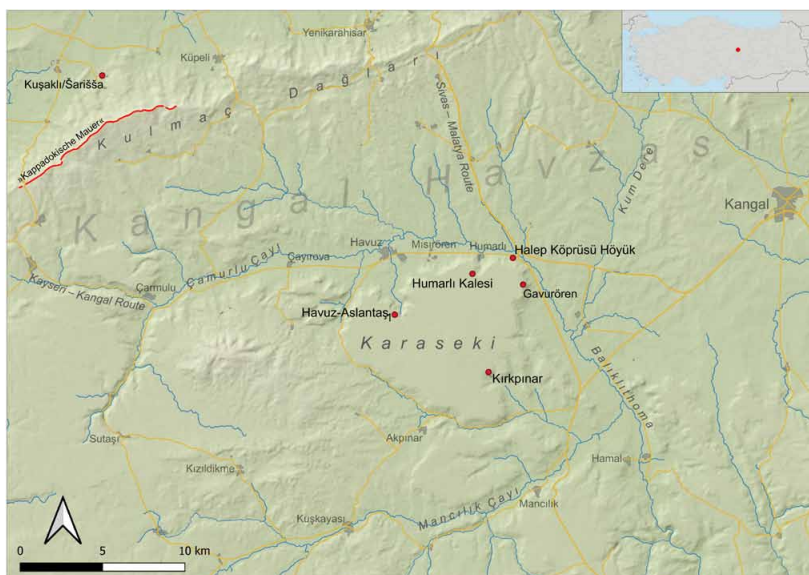 Yenikarahisar
Küpeli
Kuşaklı/Šarišša
Kulmaç Dağları
»Kappadokische Mauer«
Sivas – Malatya Route
Kum Dere
Kangal Havzası
Kangal
Havuz
Mısırören
Humarlı
Halep Köprüsü Höyük
Çamurlu Çayı
Çayırova
Kayseri – Kangal Route
Çarmulu
Humarlı Kalesi
Gavurören
Havuz-Aslantaş
Karaseki
Balıklıthoma
Kırkpınar
Sutaşı
Akpınar
Kızıldikme
Hamal
Mancılık
Mancılık Çayı
Kuşkayası
0 5 10 km